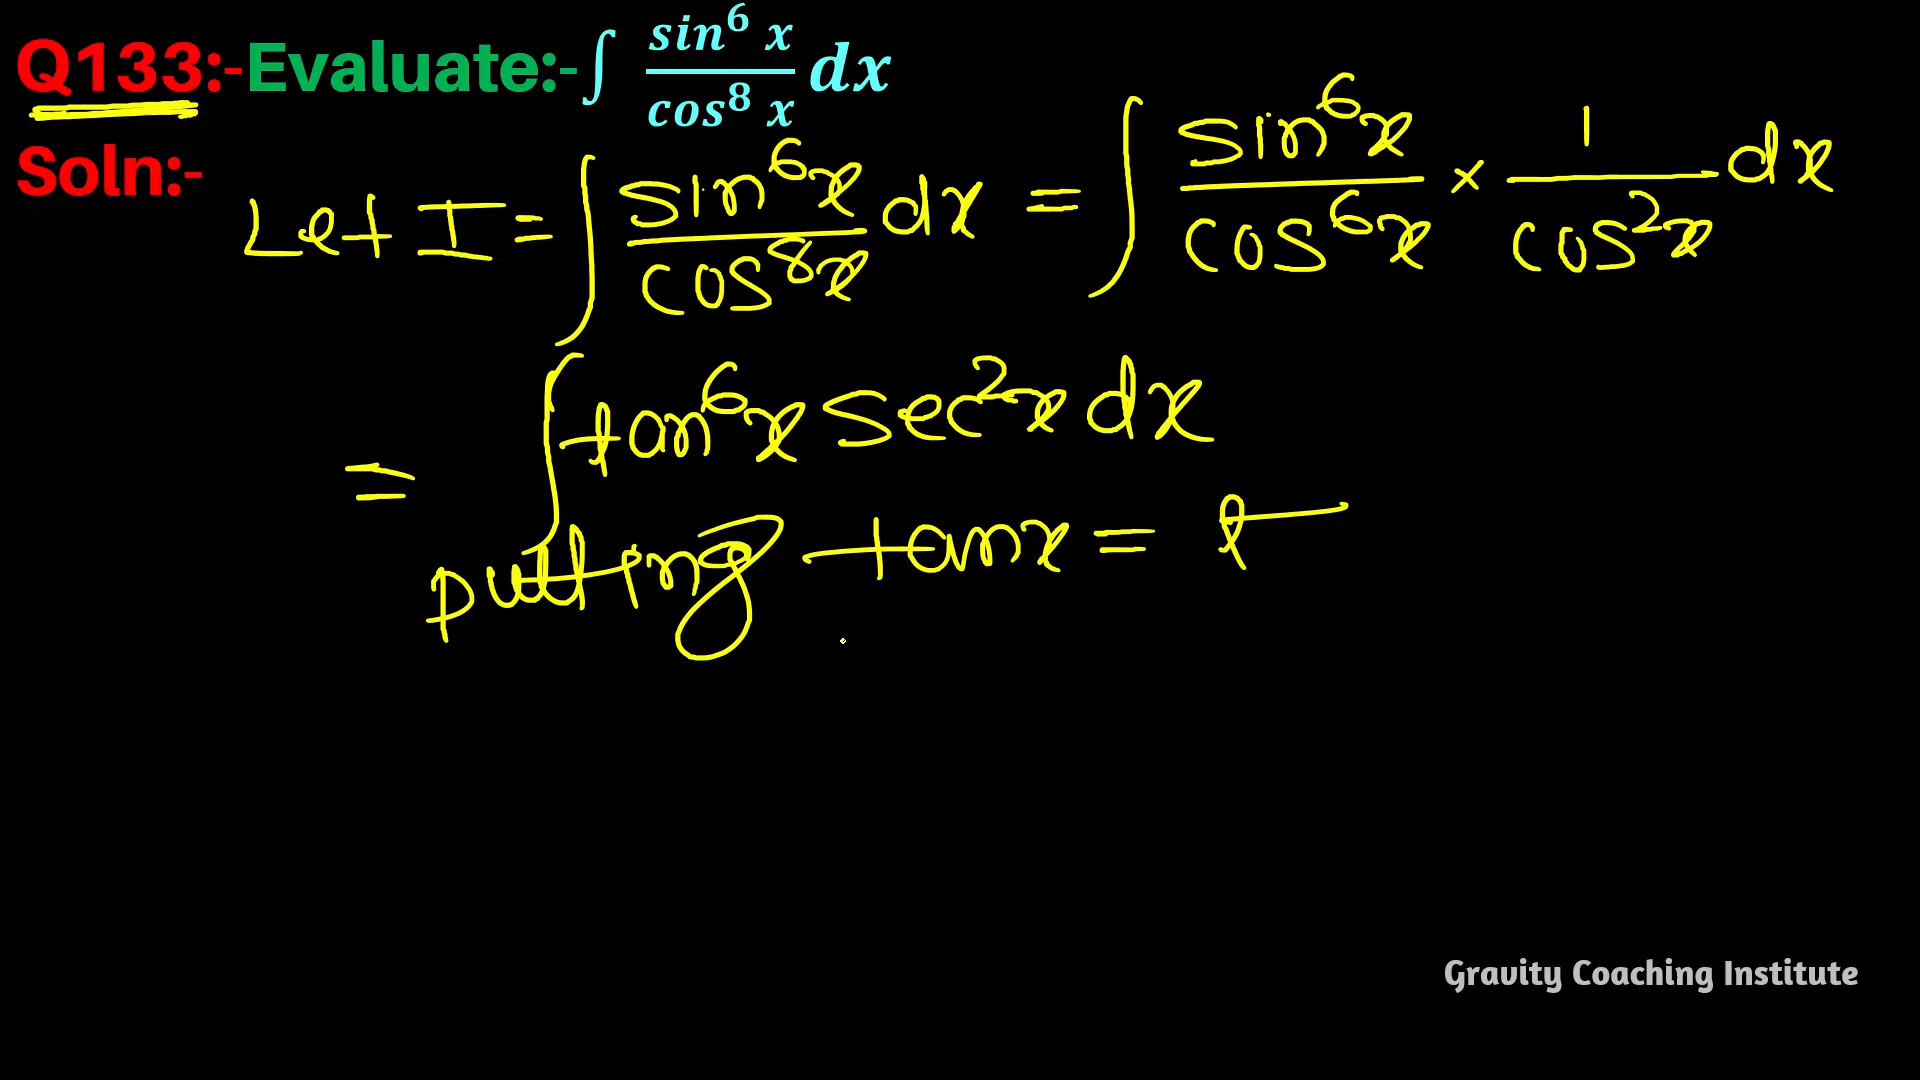 Q133:-Evaluate:-∫ sin⁶ x / cos⁸ x dx
Soln:-
Let I = ∫ sin⁶x / cos⁸x dx = ∫ sin⁶x / cos⁶x × 1 / cos²x dx
= ∫ tan⁶x sec²x dx
putting tanx = t
Gravity Coaching Institute